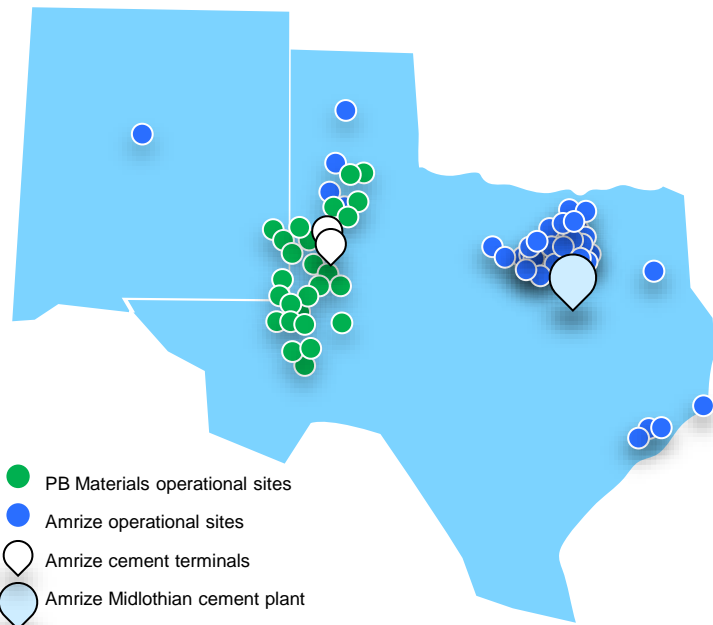 PB Materials operational sites
Amrize operational sites
Amrize cement terminals
Amrize Midlothian cement plant